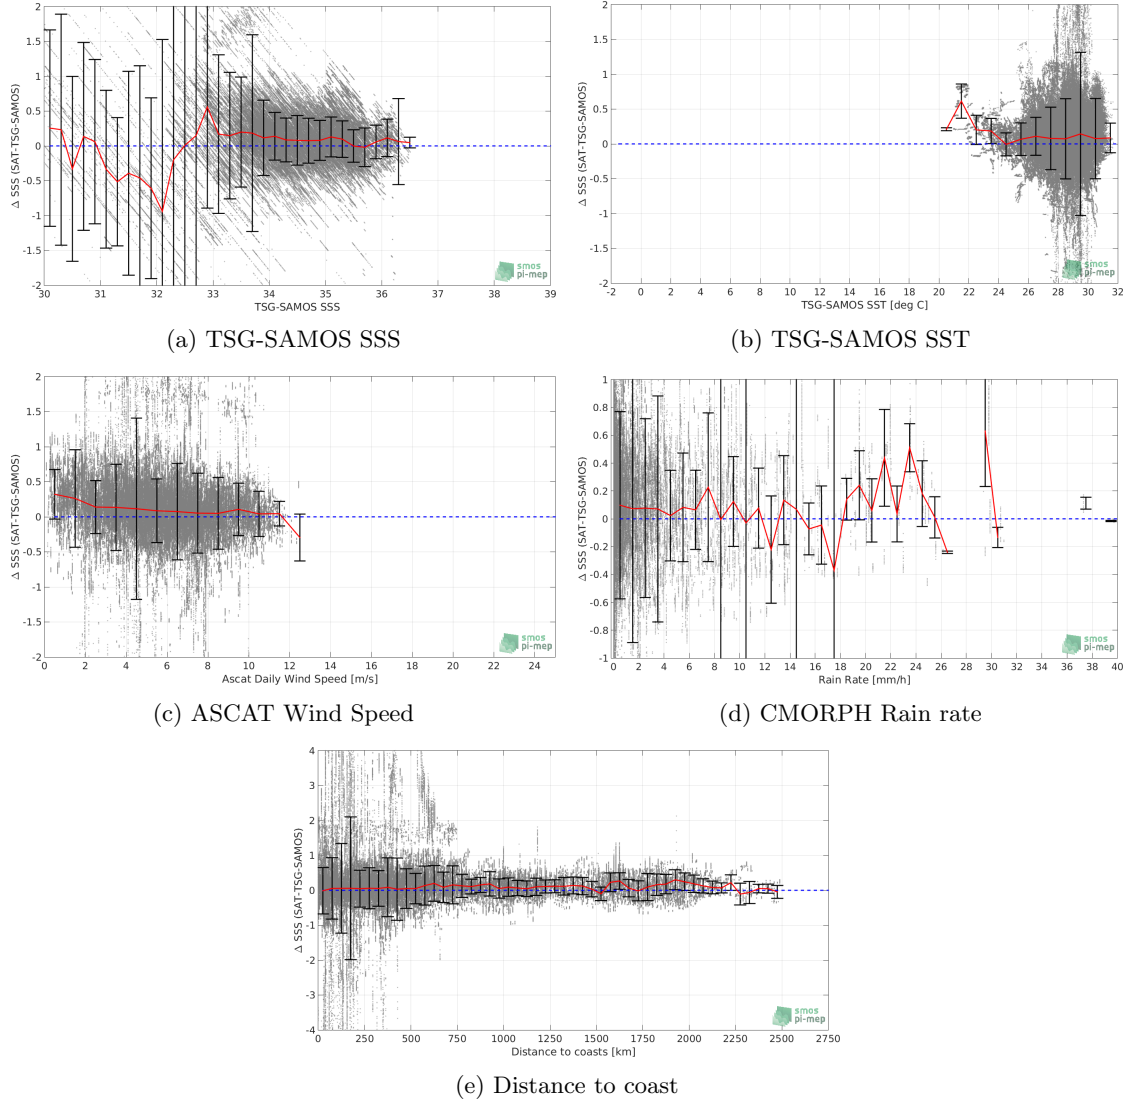 2
1.5
1
0.5
0
-0.5
-1
-1.5
-2
Δ SSS (SAT-TSG-SAMOS)
30 31 32 33 34 35 36 37 38 39
TSG-SAMOS SSS
smos
pi-mep
(a) TSG-SAMOS SSS
2
1.5
1
0.5
0
-0.5
-1
-1.5
-2
Δ SSS (SAT-TSG-SAMOS)
-2 0 2 4 6 8 10 12 14 16 18 20 22 24 26 28 30 32
TSG-SAMOS SST [deg C]
smos
pi-mep
(b) TSG-SAMOS SST
2
1.5
1
0.5
0
-0.5
-1
-1.5
-2
Δ SSS (SAT-TSG-SAMOS)
0 2 4 6 8 10 12 14 16 18 20 22 24
Ascat Daily Wind Speed [m/s]
smos
pi-mep
(c) ASCAT Wind Speed
1
0.8
0.6
0.4
0.2
0
-0.2
-0.4
-0.6
-0.8
-1
Δ SSS (SAT-TSG-SAMOS)
0 2 4 6 8 10 12 14 16 18 20 22 24 26 28 30 32 34 36 38 40
Rain Rate [mm/h]
smos
pi-mep
(d) CMORPH Rain rate
4
3
2
1
0
-1
-2
-3
-4
Δ SSS (SAT-TSG-SAMOS)
0 250 500 750 1000 1250 1500 1750 2000 2250 2500 2750
Distance to coasts [km]
smos
pi-mep
(e) Distance to coast